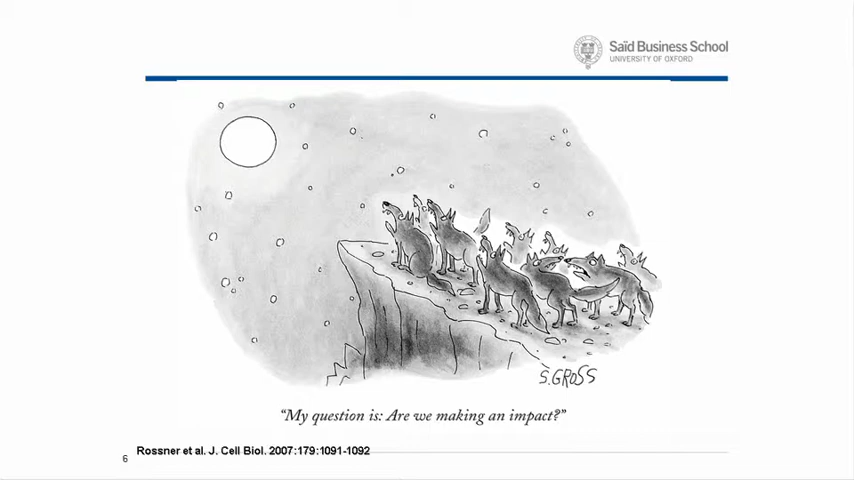 Saïd Business School
UNIVERSITY OF OXFORD
S.GROSS
“My question is: Are we making an impact?”
6 Rossner et al. J. Cell Biol. 2007:179:1091-1092